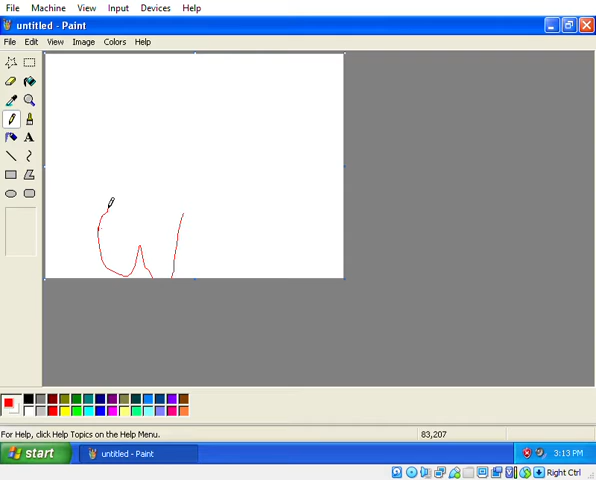 File Machine View Input Devices Help
untitled - Paint
File Edit View Image Colors Help
A
For Help, click Help Topics on the Help Menu. 83,207
start untitled - Paint 3:13 PM
Right Ctrl